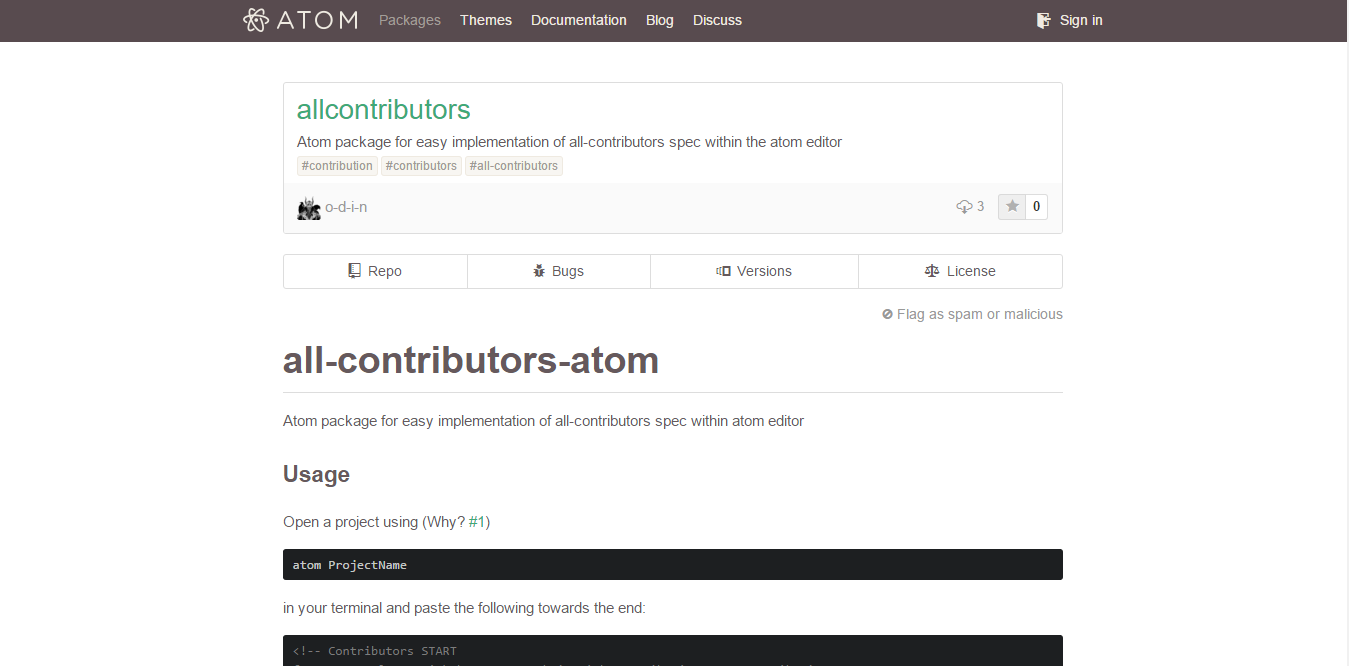 ATOM Packages Themes Documentation Blog Discuss Sign in
allcontributors
Atom package for easy implementation of all-contributors spec within the atom editor
#contribution #contributors #all-contributors
o-d-i-n 3 0
Repo Bugs Versions License
Flag as spam or malicious
all-contributors-atom
Atom package for easy implementation of all-contributors spec within atom editor
Usage
Open a project using (Why? #1)
atom ProjectName
in your terminal and paste the following towards the end:
<!-- Contributors START